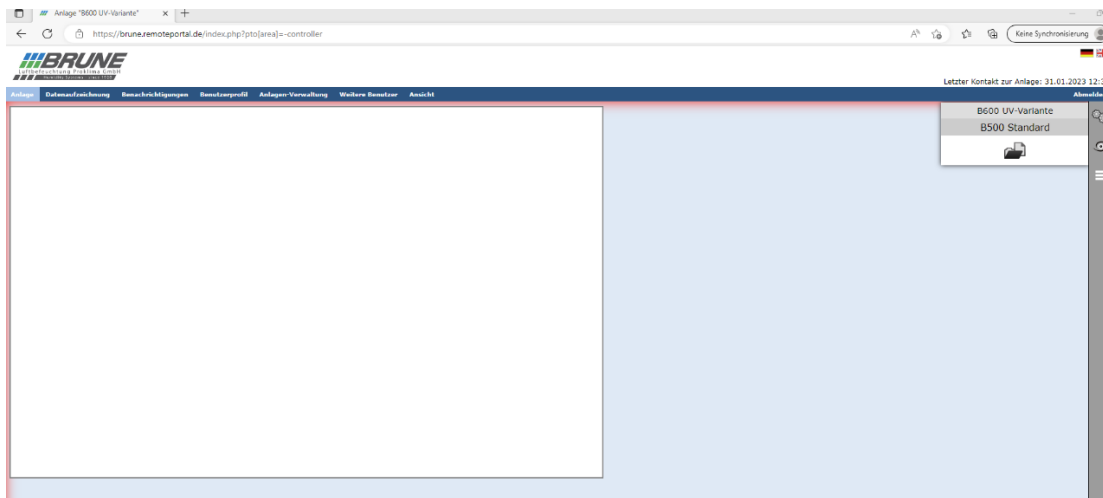 Anlage "B600 UV-Variante"
https://brune.remoteportal.de/index.php?pto[area]=-controller
Keine Synchronisierung
BRUNE
Luftbefeuchtung Proklima GmbH
Letzter Kontakt zur Anlage: 31.01.2023 12:3
Anlage Datenaufzeichnung Benachrichtigungen Benutzerprofil Anlagen-Verwaltung Weitere Benutzer Ansicht Abmelde
B600 UV-Variante
B500 Standard